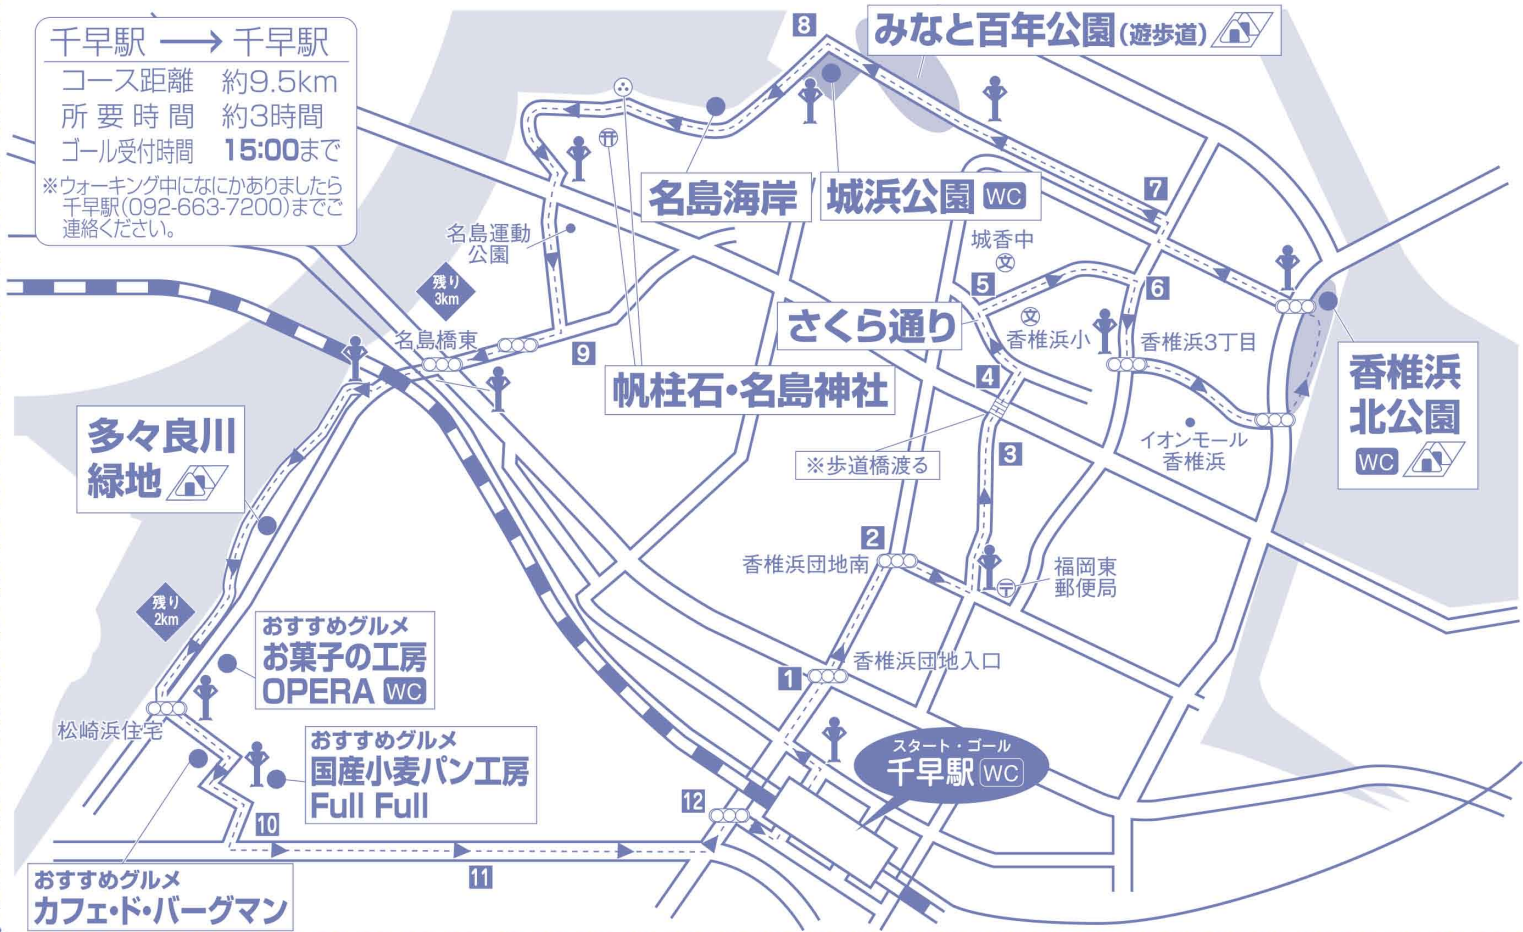 千早駅 → 千早駅
コース距離 約9.5km
所要時間 約3時間
ゴール受付時間 15:00まで
※ウォーキング中になにかありましたら
千早駅(092-663-7200)までご
連絡ください。
8
みなと百年公園(遊歩道)
名島海岸
城浜公園 WC
7
名島運動
公園
城香中
文
残り
3km
5
6
さくら通り
文
香椎浜小
香椎浜3丁目
名島橋東
9
帆柱石・名島神社
4
香椎浜
北公園
WC
多々良川
緑地
※歩道橋渡る
3
イオンモール
香椎浜
2
香椎浜団地南
福岡東
郵便局
残り
2km
おすすめグルメ
お菓子の工房
OPERA WC
1
香椎浜団地入口
松崎浜住宅
おすすめグルメ
国産小麦パン工房
Full Full
スタート・ゴール
千早駅 WC
12
10
11
おすすめグルメ
カフェ・ド・バーグマン